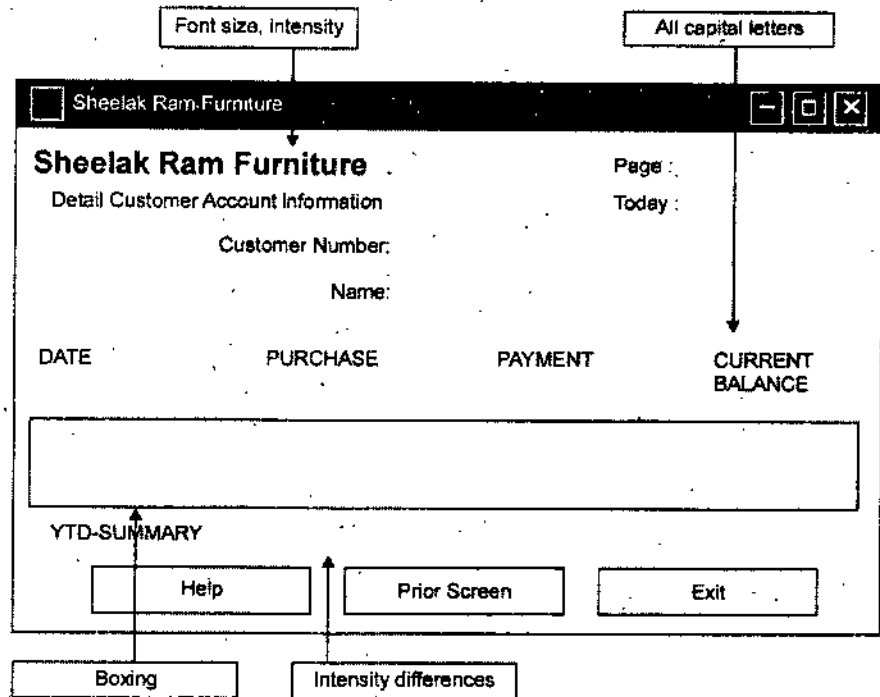 Font size, intensity
All capital letters
Sheelak Ram Furniture
Sheelak Ram Furniture
Page :
Detail Customer Account Information
Today :
Customer Number:
Name:
DATE PURCHASE PAYMENT CURRENT
BALANCE
YTD-SUMMARY
Help Prior Screen Exit
Boxing Intensity differences